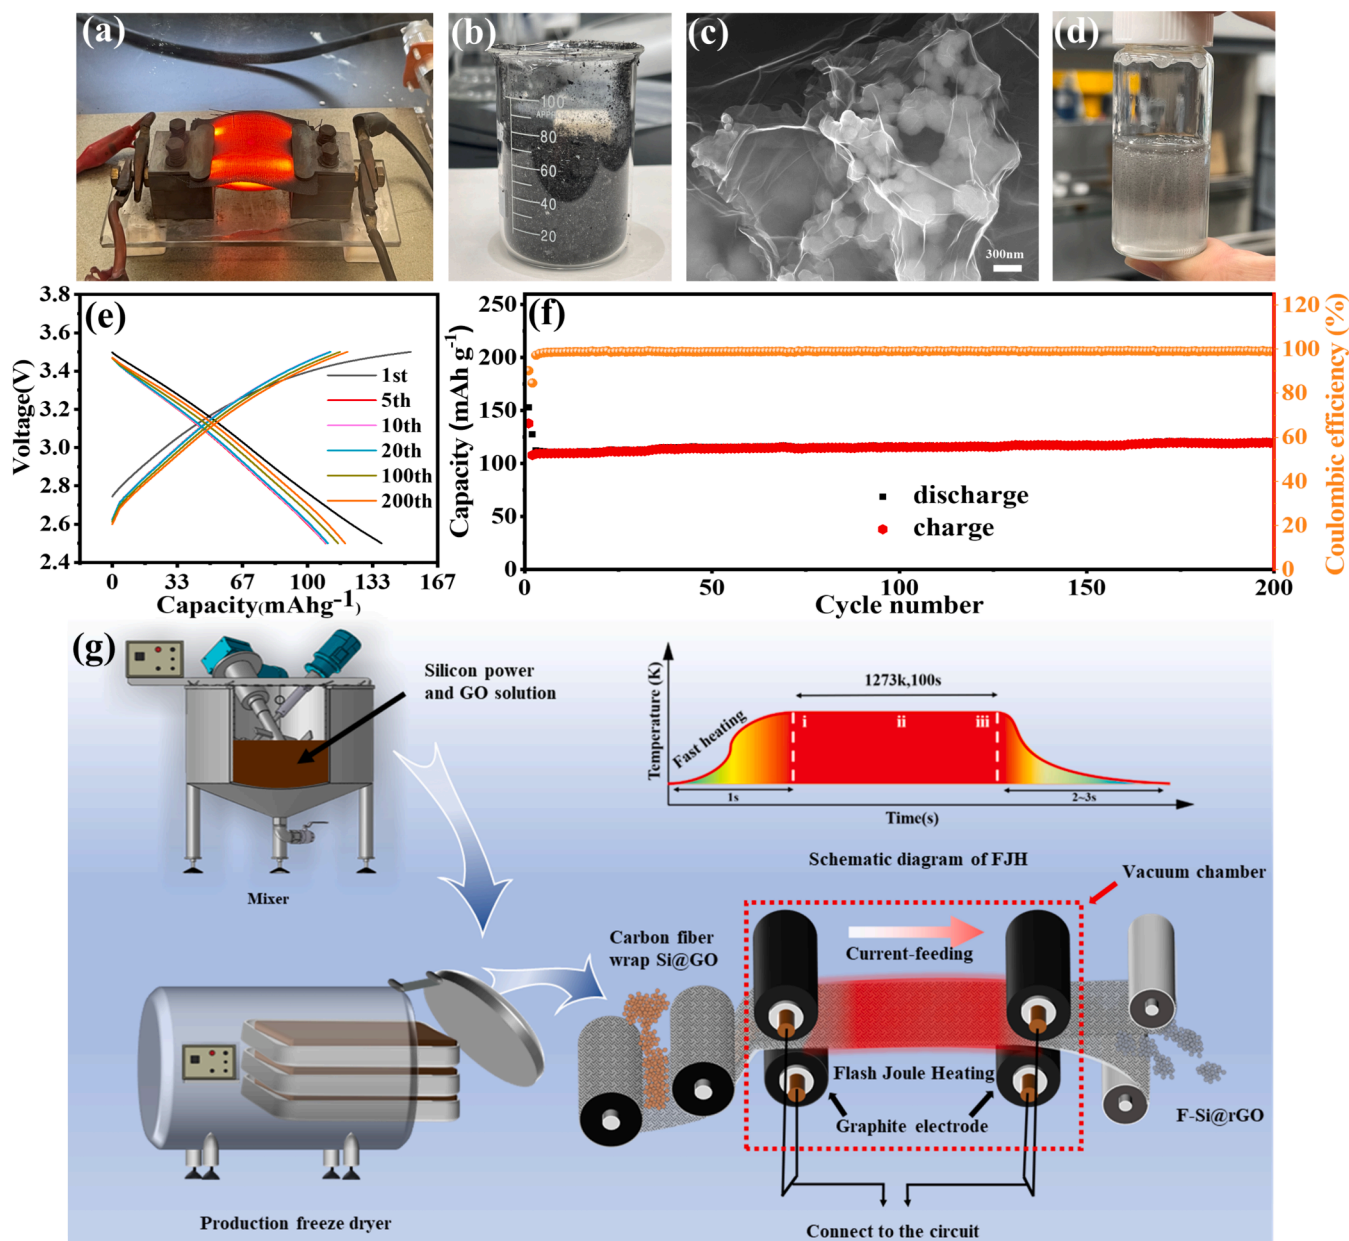 (a)
(b)
100
80
60
40
20
(c)
300nm
(d)
(e)
3.8
3.6
3.4
3.2
3.0
2.8
2.6
2.4
Voltage(V)
1st
5th
10th
20th
100th
200th
0
33
67
100
133
167
Capacity(mAhg-1)
(f)
250
200
150
100
50
0
Capacity (mAh g-1)
discharge
charge
120
100
80
60
40
20
0
Coulombic efficiency (%)
0
50
100
150
200
Cycle number
(g)
Silicon power
and GO solution
Mixer
Temperature (K)
Fast heating
1273k,100s
i
ii
iii
1s
2~3s
Time(s)
Schematic diagram of FJH
Vacuum chamber
Carbon fiber
wrap Si@GO
Current-feeding
Flash Joule Heating
Graphite electrode
F-Si@rGO
Production freeze dryer
Connect to the circuit